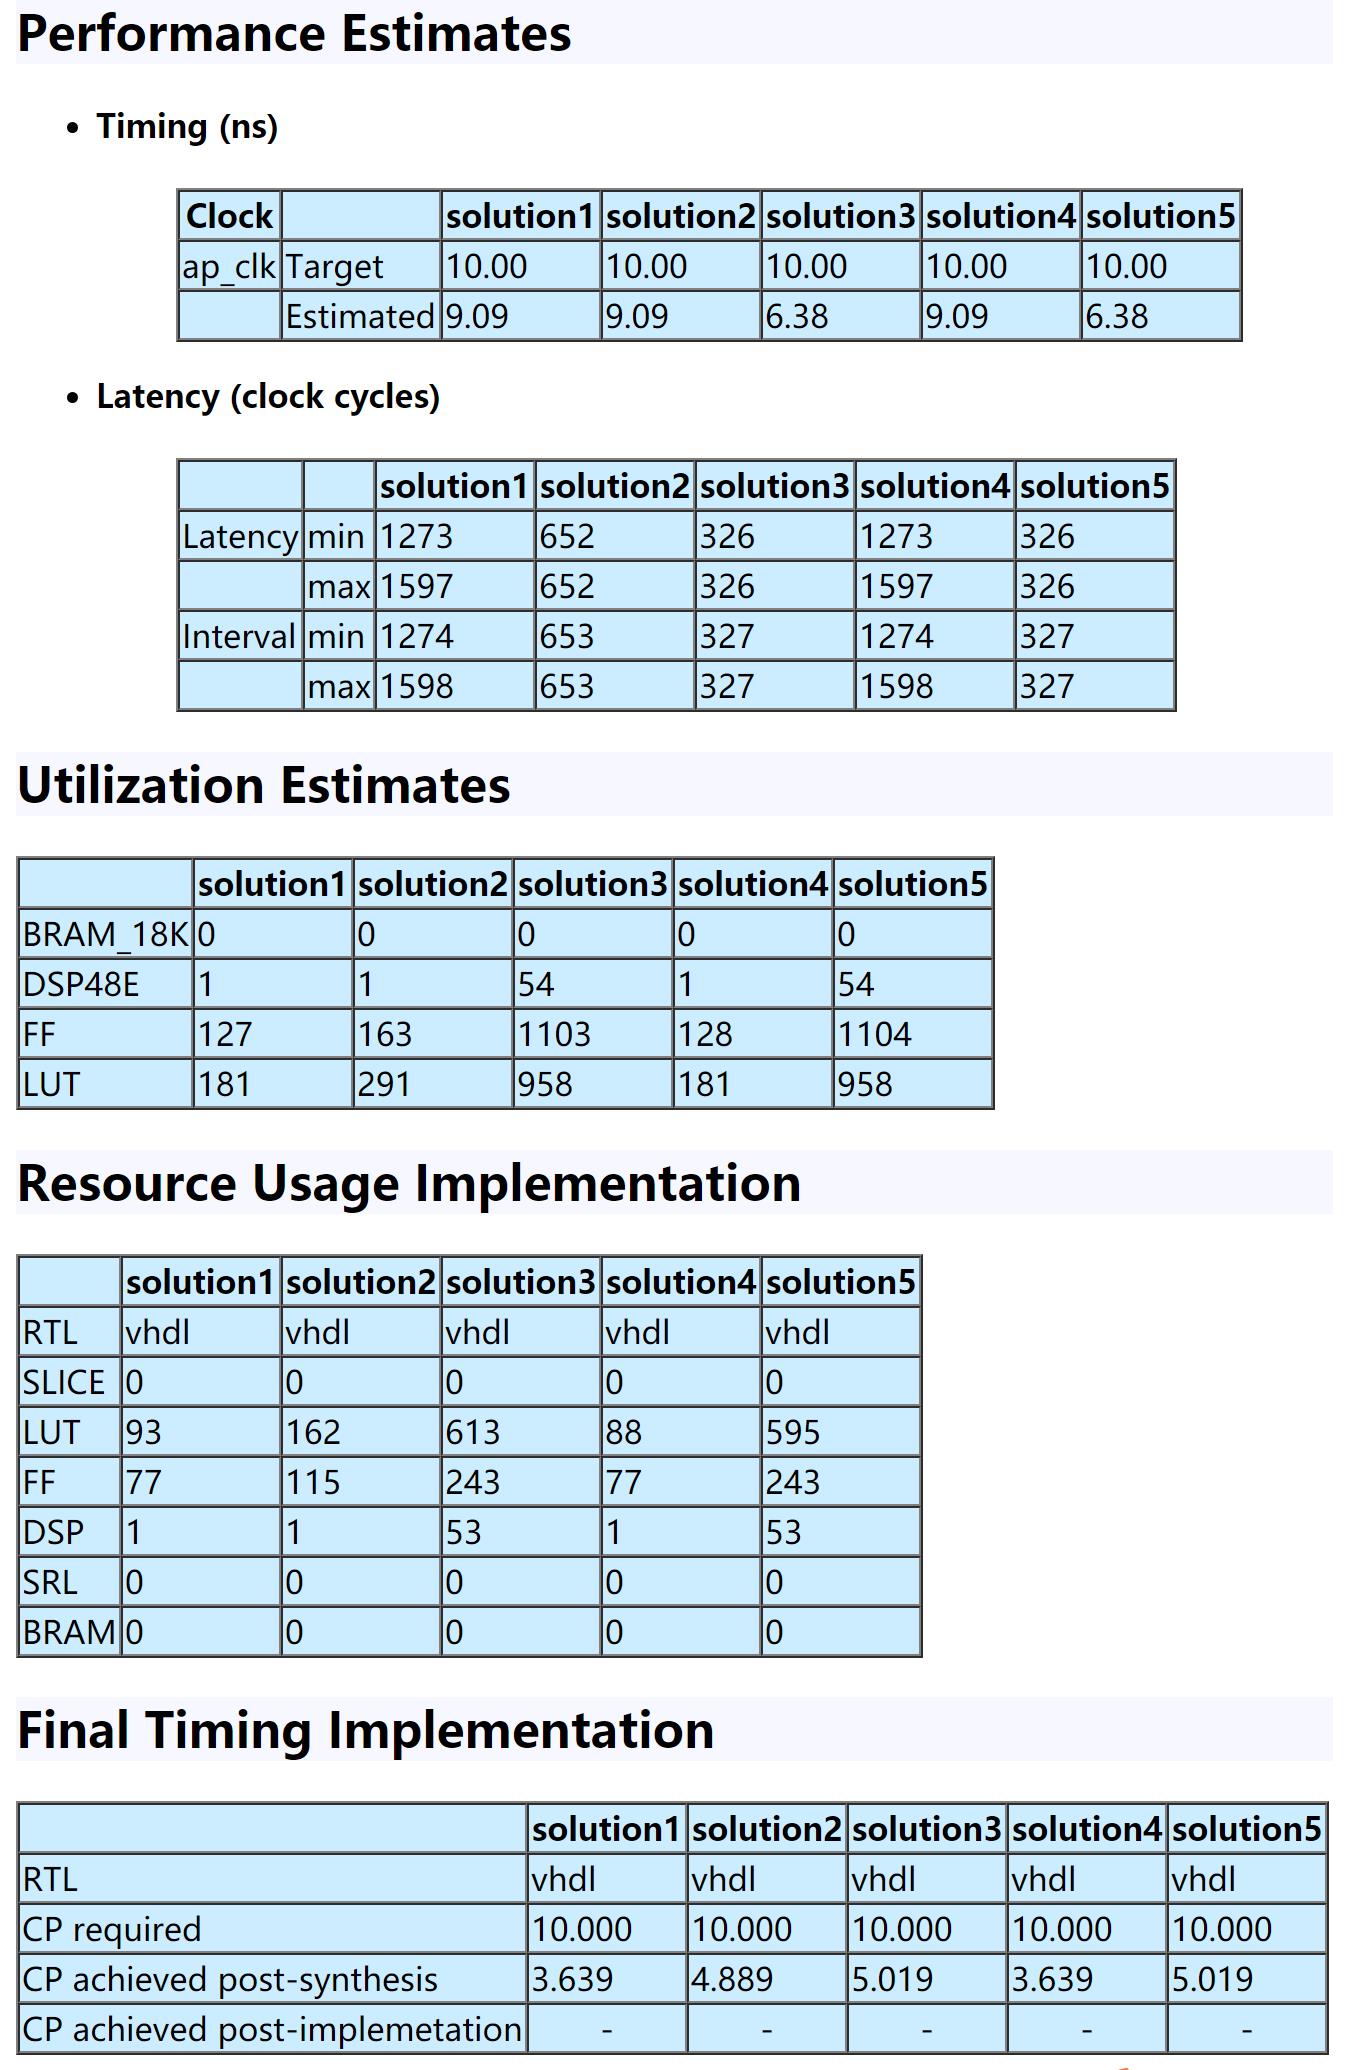 Performance Estimates
• Timing (ns)
Clock solution1 solution2 solution3 solution4 solution5
ap_clk Target 10.00 10.00 10.00 10.00 10.00
Estimated 9.09 9.09 6.38 9.09 6.38
• Latency (clock cycles)
solution1 solution2 solution3 solution4 solution5
Latency min 1273 652 326 1273 326
max 1597 652 326 1597 326
Interval min 1274 653 327 1274 327
max 1598 653 327 1598 327
Utilization Estimates
solution1 solution2 solution3 solution4 solution5
BRAM_18K 0 0 0 0 0
DSP48E 1 1 54 1 54
FF 127 163 1103 128 1104
LUT 181 291 958 181 958
Resource Usage Implementation
solution1 solution2 solution3 solution4 solution5
RTL vhdl vhdl vhdl vhdl vhdl
SLICE 0 0 0 0 0
LUT 93 162 613 88 595
FF 77 115 243 77 243
DSP 1 1 53 1 53
SRL 0 0 0 0 0
BRAM 0 0 0 0 0
Final Timing Implementation
solution1 solution2 solution3 solution4 solution5
RTL vhdl vhdl vhdl vhdl vhdl
CP required 10.000 10.000 10.000 10.000 10.000
CP achieved post-synthesis 3.639 4.889 5.019 3.639 5.019
CP achieved post-implemetation - - - - -